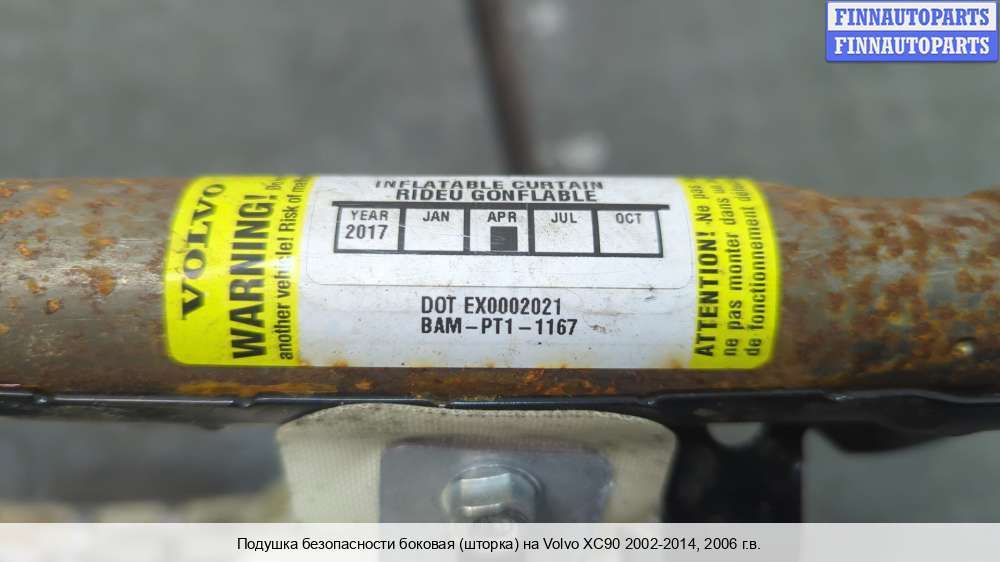 FINNAUTOPARTS
FINNAUTOPARTS
VOLVO
WARNING!
another vehicle! Risk of
INFLATABLE CURTAIN
RIDEU GONFLABLE
YEAR JAN APR JUL OCT
2017
DOT EX0002021
BAM-PT1-1167
ATTENTION! Ne pas
ne pas monter dans
de fonctionnement
Подушка безопасности боковая (шторка) на Volvo XC90 2002-2014, 2006 г.в.